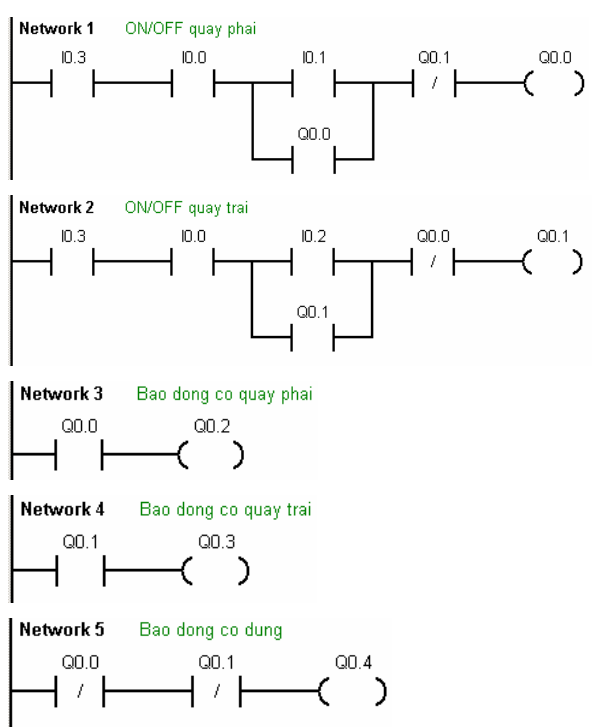 Network 1 ON/OFF quay phai
I0.3 I0.0 I0.1 Q0.1 Q0.0
/
Q0.0
Network 2 ON/OFF quay trai
I0.3 I0.0 I0.2 Q0.0 Q0.1
/
Q0.1
Network 3 Bao dong co quay phai
Q0.0 Q0.2
Network 4 Bao dong co quay trai
Q0.1 Q0.3
Network 5 Bao dong co dung
Q0.0 Q0.1 Q0.4
/ /